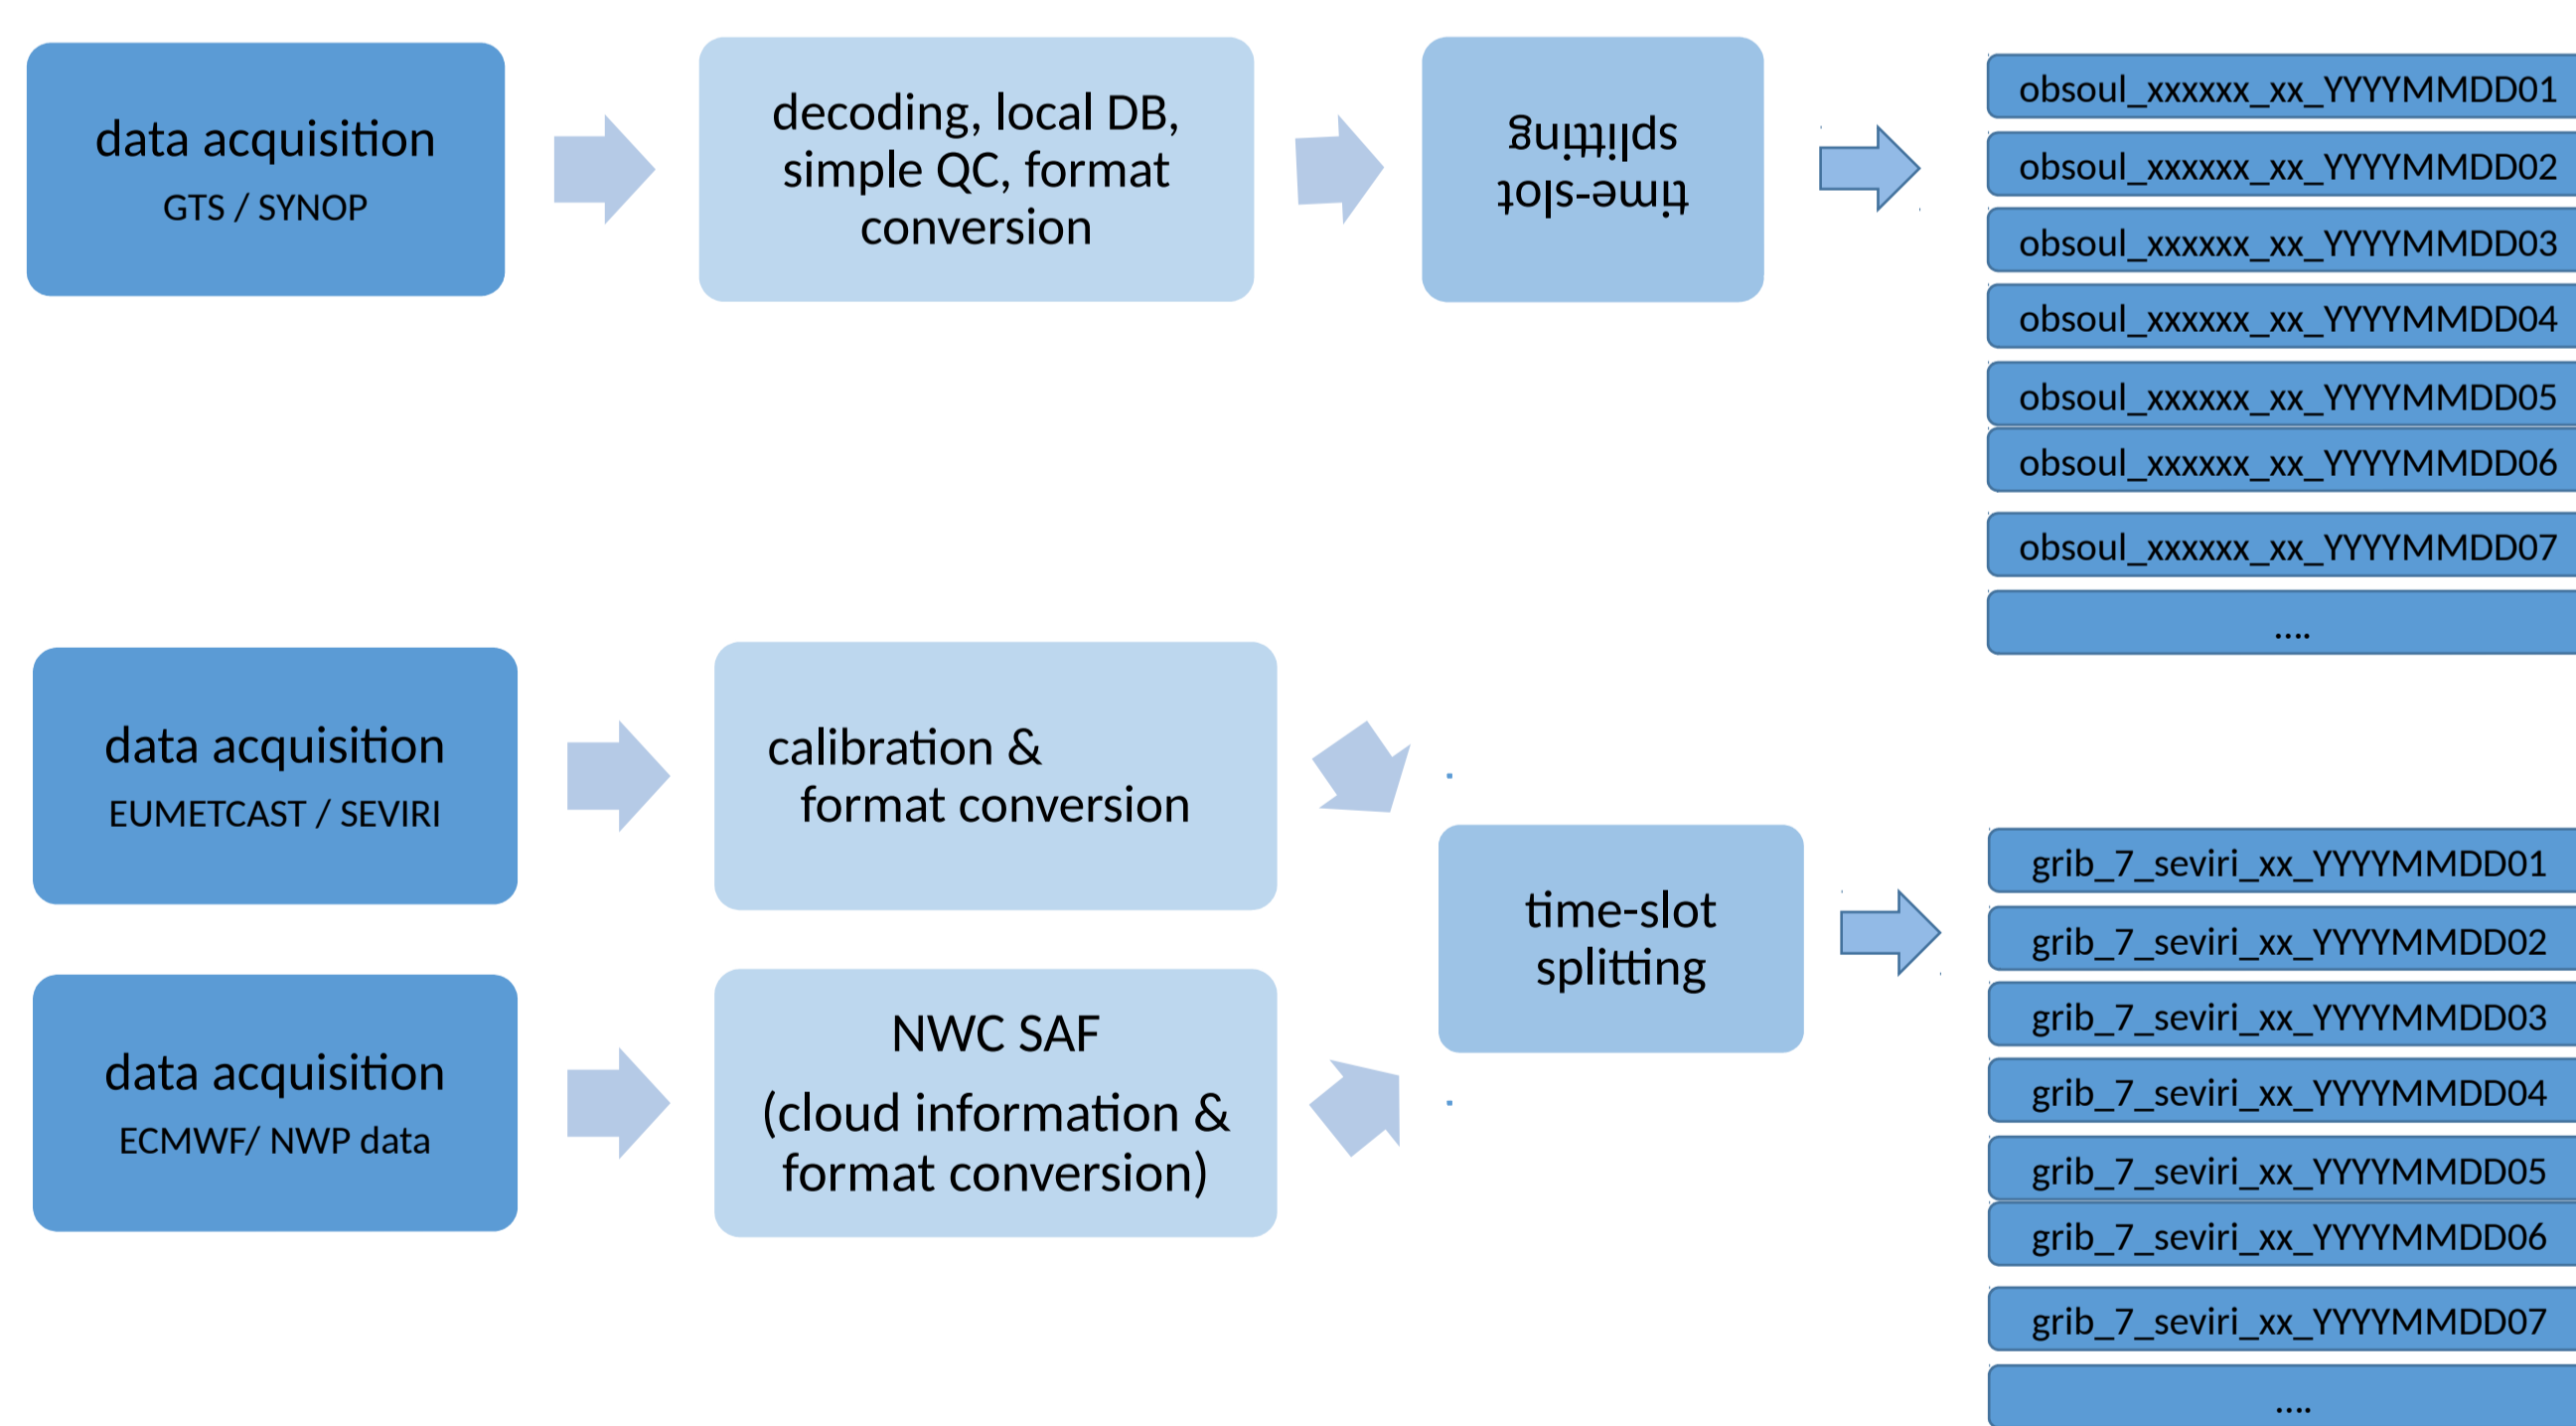 data acquisition
GTS / SYNOP
decoding, local DB,
simple QC, format
conversion
time-slot
splitting
obsoul_xxxxxx_xx_YYYYMMDD01
obsoul_xxxxxx_xx_YYYYMMDD02
obsoul_xxxxxx_xx_YYYYMMDD03
obsoul_xxxxxx_xx_YYYYMMDD04
obsoul_xxxxxx_xx_YYYYMMDD05
obsoul_xxxxxx_xx_YYYYMMDD06
obsoul_xxxxxx_xx_YYYYMMDD07
....
data acquisition
EUMETCAST / SEVIRI
calibration &
format conversion
data acquisition
ECMWF/ NWP data
NWC SAF
(cloud information &
format conversion)
time-slot
splitting
grib_7_seviri_xx_YYYYMMDD01
grib_7_seviri_xx_YYYYMMDD02
grib_7_seviri_xx_YYYYMMDD03
grib_7_seviri_xx_YYYYMMDD04
grib_7_seviri_xx_YYYYMMDD05
grib_7_seviri_xx_YYYYMMDD06
grib_7_seviri_xx_YYYYMMDD07
....